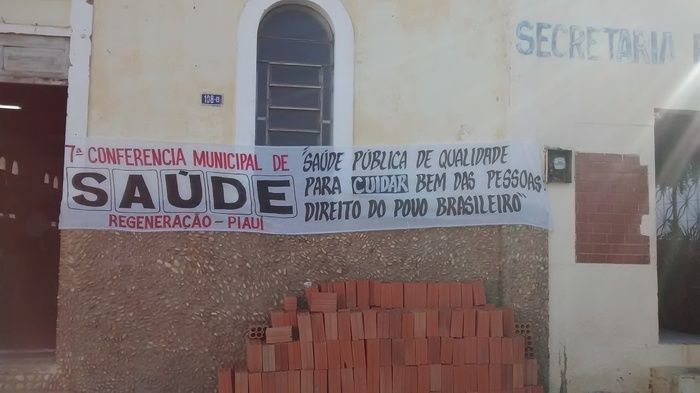 SECRETARIA
108-B
7ª CONFERENCIA MUNICIPAL DE
SAÚDE
REGENERAÇÃO - PIAUI
"SAÚDE PÚBLICA DE QUALIDADE
PARA CUIDAR BEM DAS PESSOAS:
DIREITO DO POVO BRASILEIRO"